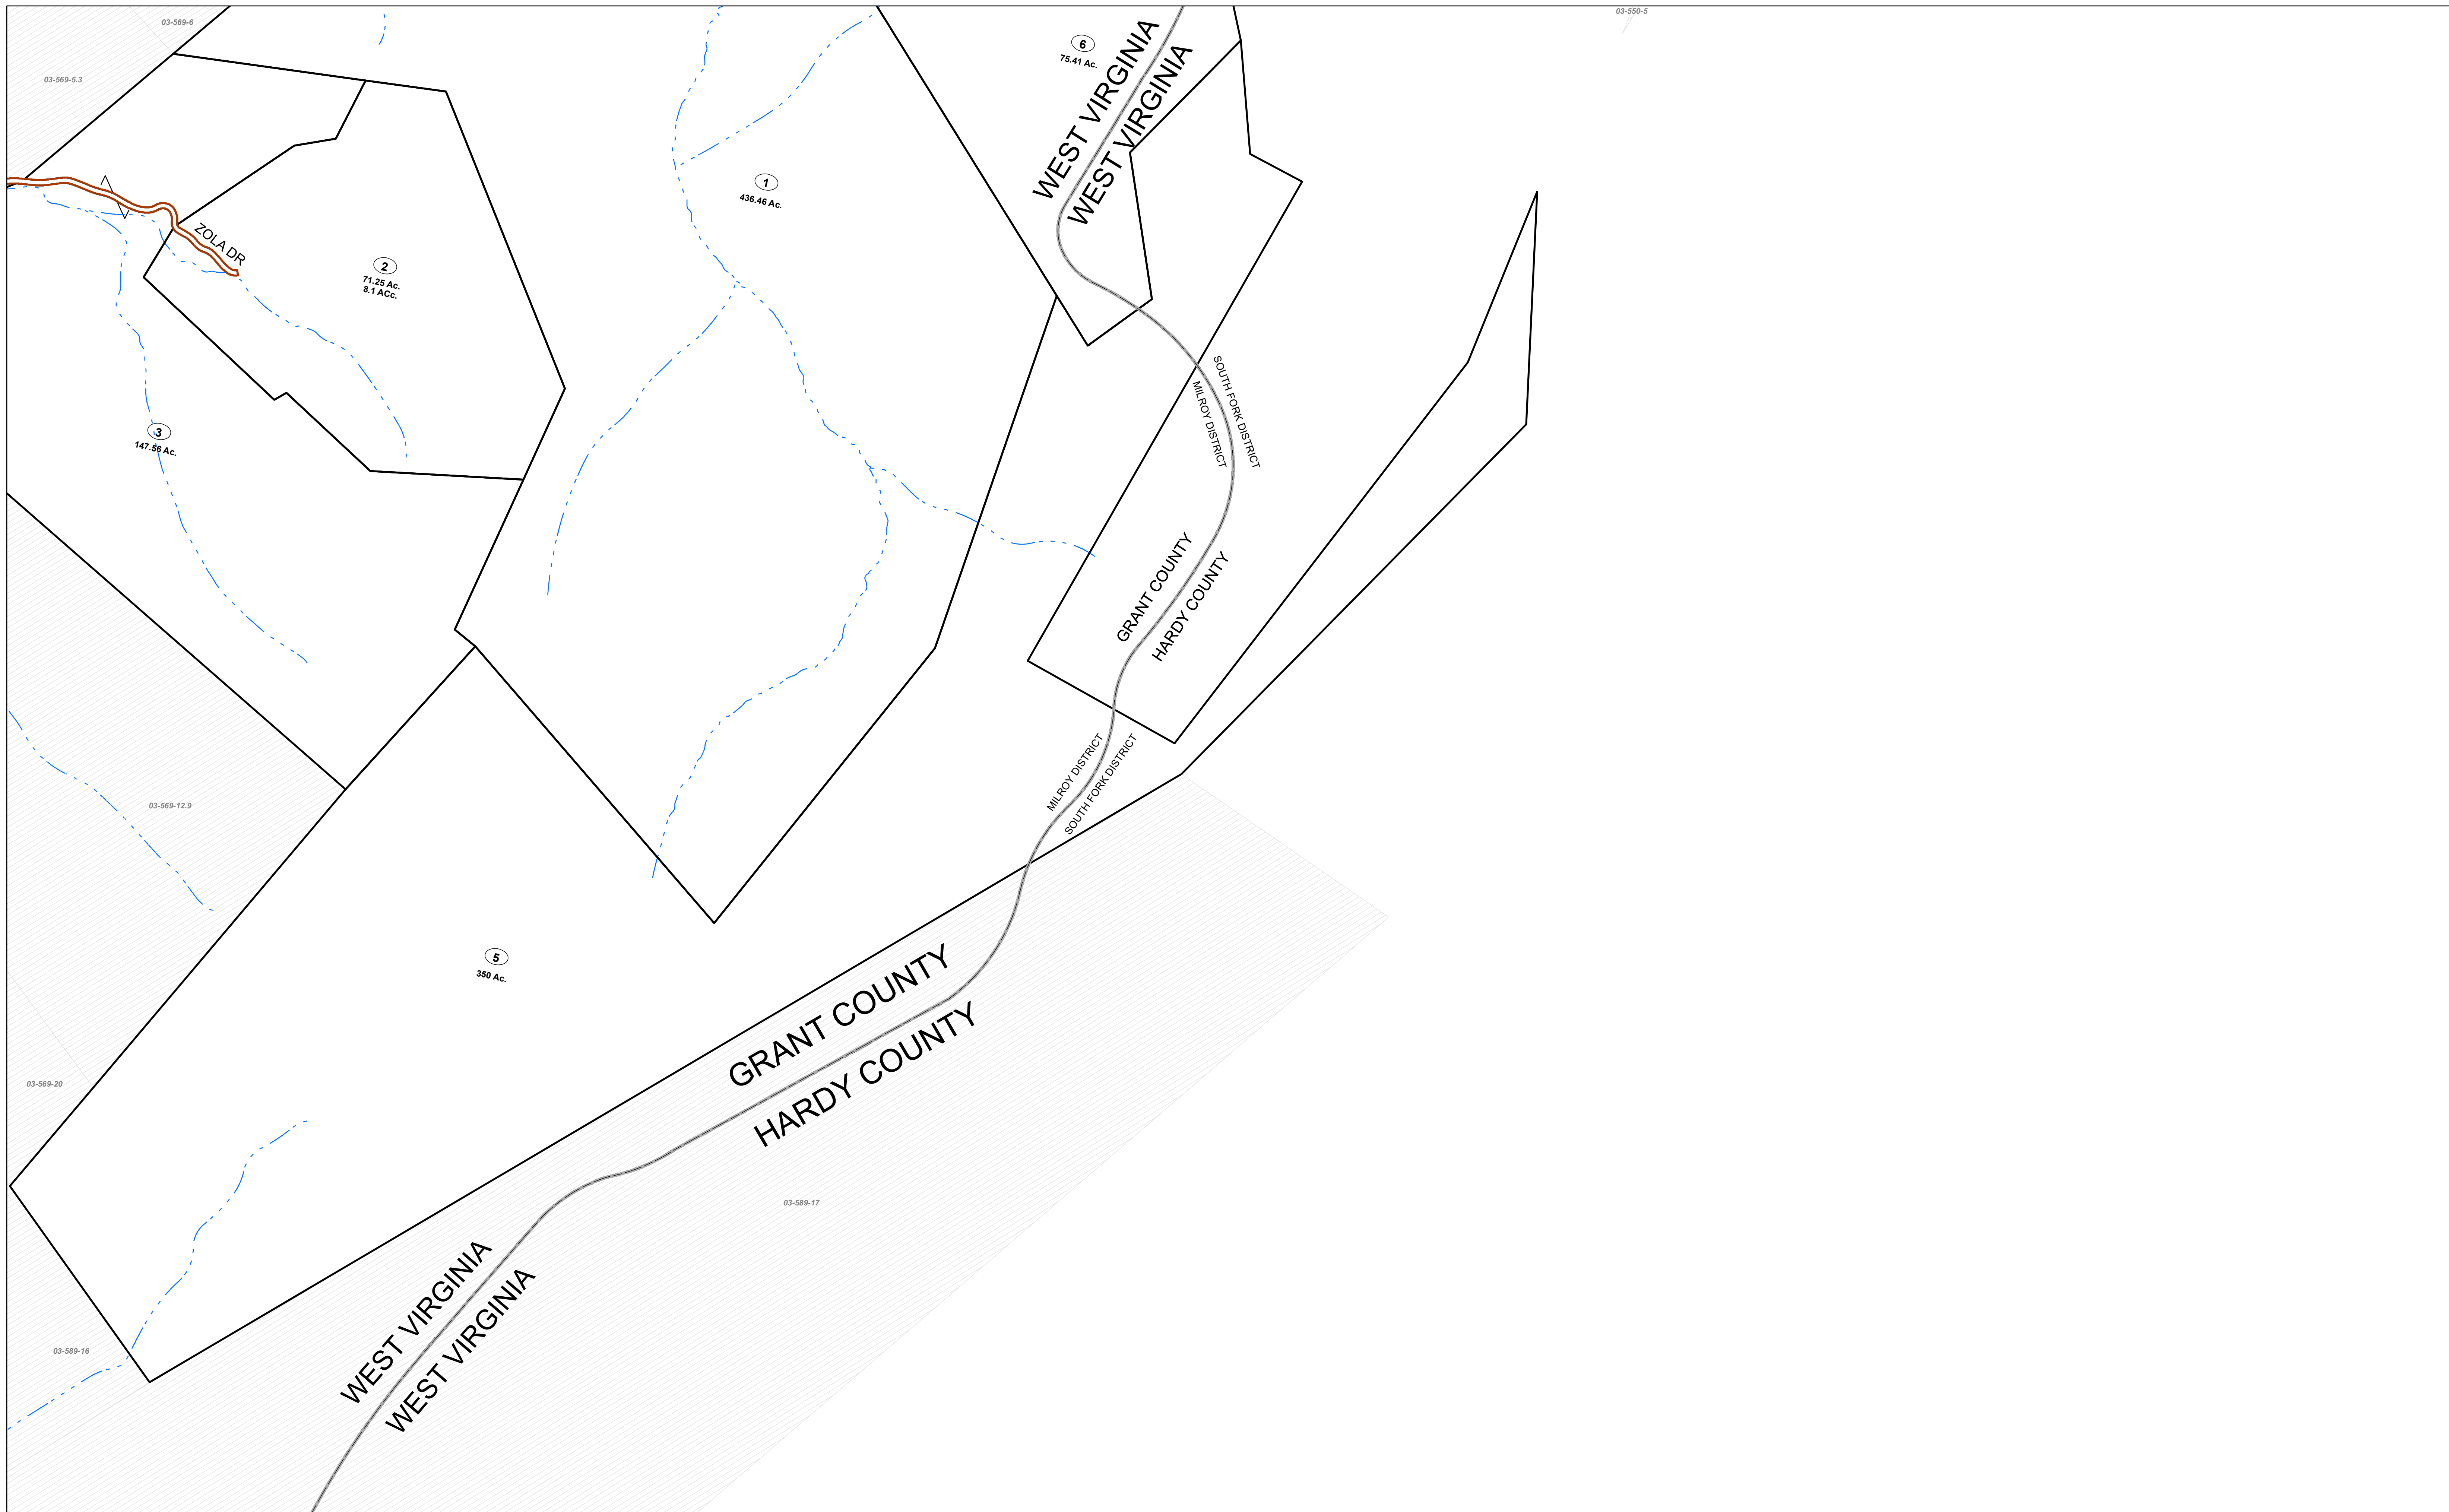 03-569-6
03-550-5
6
75.41 Ac.
WEST VIRGINIA
WEST VIRGINIA
03-569-5.3
1
436.46 Ac.
ZOLA DR
2
71.25 Ac.
8.1 ACc.
SOUTH FORK DISTRICT
MILROY DISTRICT
3
147.56 Ac.
GRANT COUNTY
HARDY COUNTY
MILROY DISTRICT
SOUTH FORK DISTRICT
03-569-12.9
5
350 Ac.
GRANT COUNTY
HARDY COUNTY
03-569-20
03-589-17
WEST VIRGINIA
WEST VIRGINIA
03-589-16